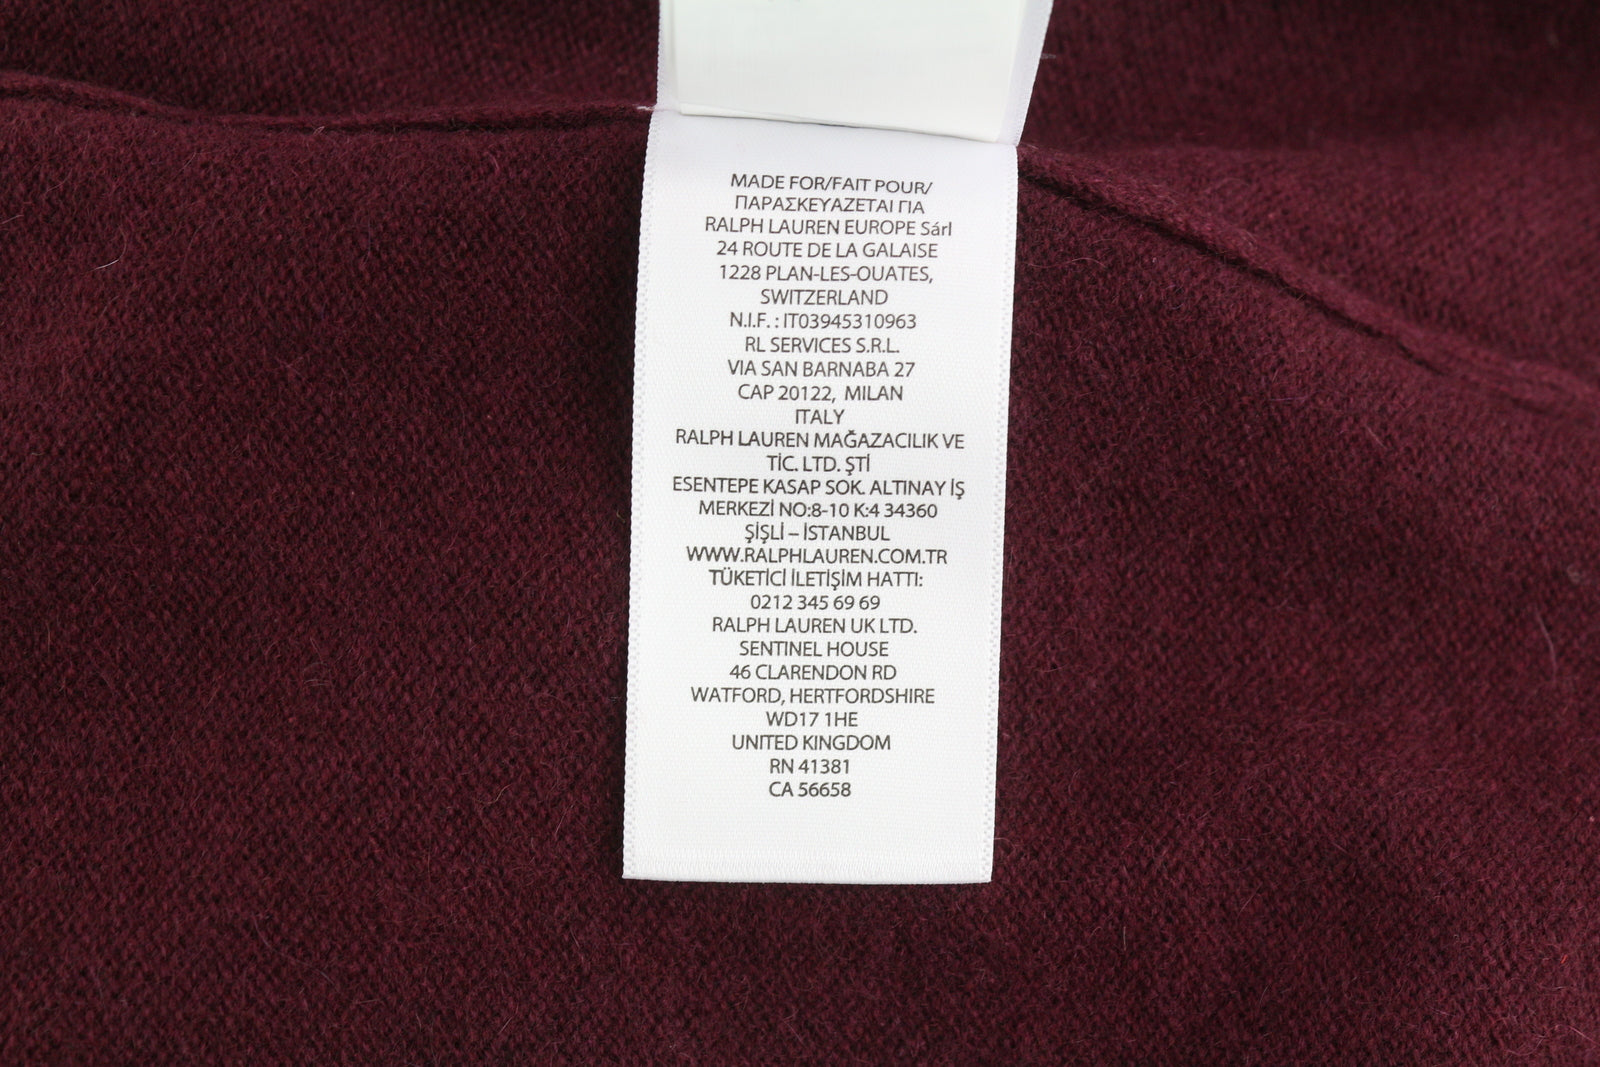 MADE FOR/FAIT POUR/
ΠΑΡΑΣΚΕΥΑΖΕΤΑΙ ΓΙΑ
RALPH LAUREN EUROPE Sárl
24 ROUTE DE LA GALAISE
1228 PLAN-LES-OUATES,
SWITZERLAND
N.I.F. : IT03945310963
RL SERVICES S.R.L.
VIA SAN BARNABA 27
CAP 20122, MILAN
ITALY
RALPH LAUREN MAĞAZACILIK VE
TİC. LTD. ŞTİ
ESENTEPE KASAP SOK. ALTINAY İŞ
MERKEZİ NO:8-10 K:4 34360
ŞİŞLİ – İSTANBUL
WWW.RALPHLAUREN.COM.TR
TÜKETİCİ İLETİŞİM HATTI:
0212 345 69 69
RALPH LAUREN UK LTD.
SENTINEL HOUSE
46 CLARENDON RD
WATFORD, HERTFORDSHIRE
WD17 1HE
UNITED KINGDOM
RN 41381
CA 56658